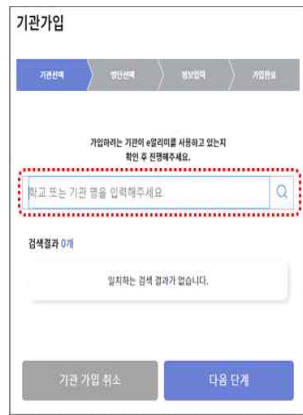 기관가입
기관선택
명단선택
정보입력
가입완료
가입하려는 기관이 e알리미를 사용하고 있는지
확인 후 진행해주세요.
학교 또는 기관 명을 입력해주세요
검색결과 0개
일치하는 검색 결과가 없습니다.
기관 가입 취소
다음 단계